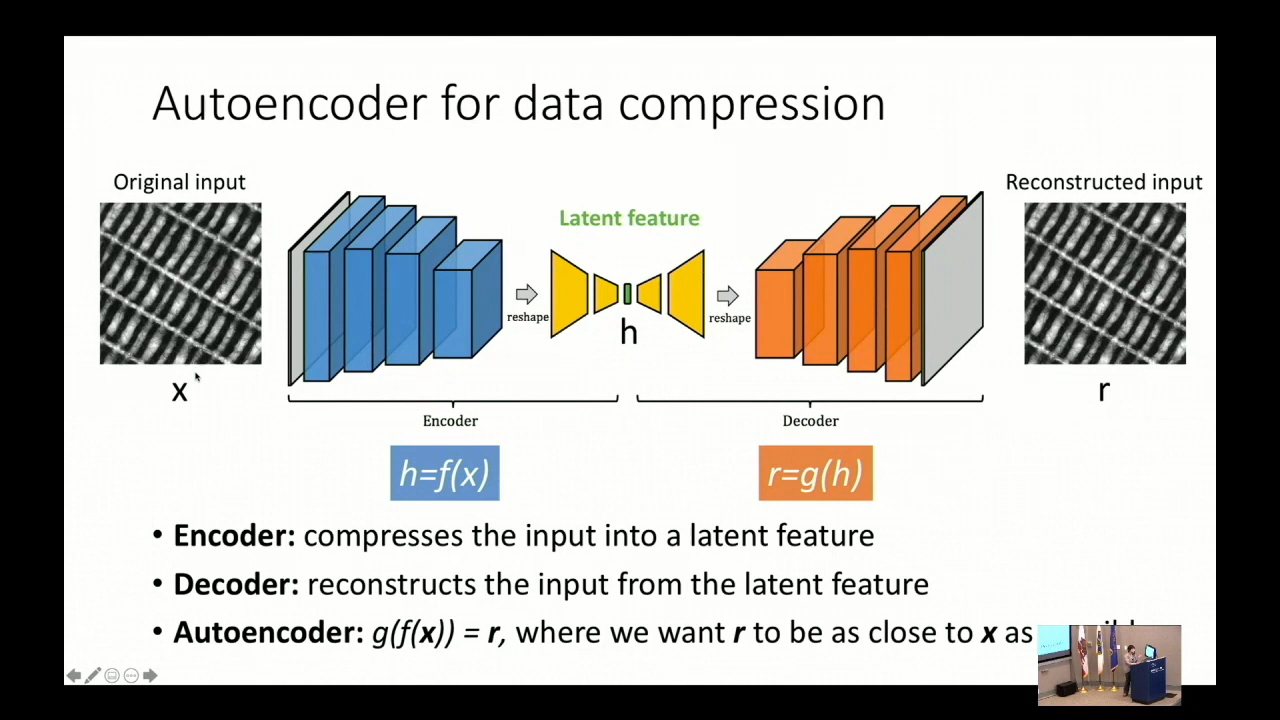 Autoencoder for data compression
Original input
Reconstructed input
Latent feature
reshape
reshape
h
x
r
Encoder
Decoder
h=f(x)
r=g(h)
• Encoder: compresses the input into a latent feature
• Decoder: reconstructs the input from the latent feature
• Autoencoder: g(f(x)) = r, where we want r to be as close to x as